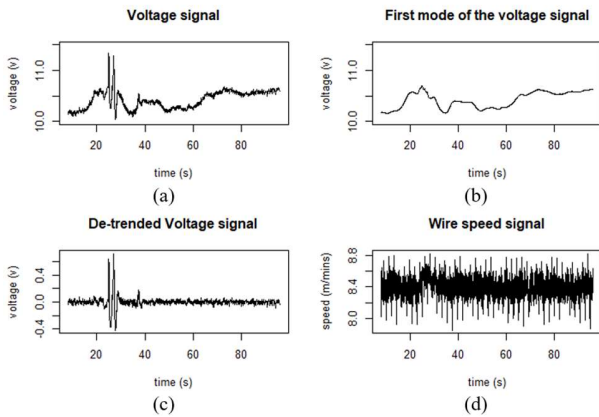 Voltage signal
voltage (v)
11.0
10.0
20 40 60 80
time (s)
(a)
First mode of the voltage signal
voltage (v)
11.0
10.0
20 40 60 80
time (s)
(b)
De-trended Voltage signal
voltage (v)
0.4
0.0
-0.4
20 40 60 80
time (s)
(c)
Wire speed signal
speed (m/mins)
8.8
8.4
8.0
20 40 60 80
time (s)
(d)